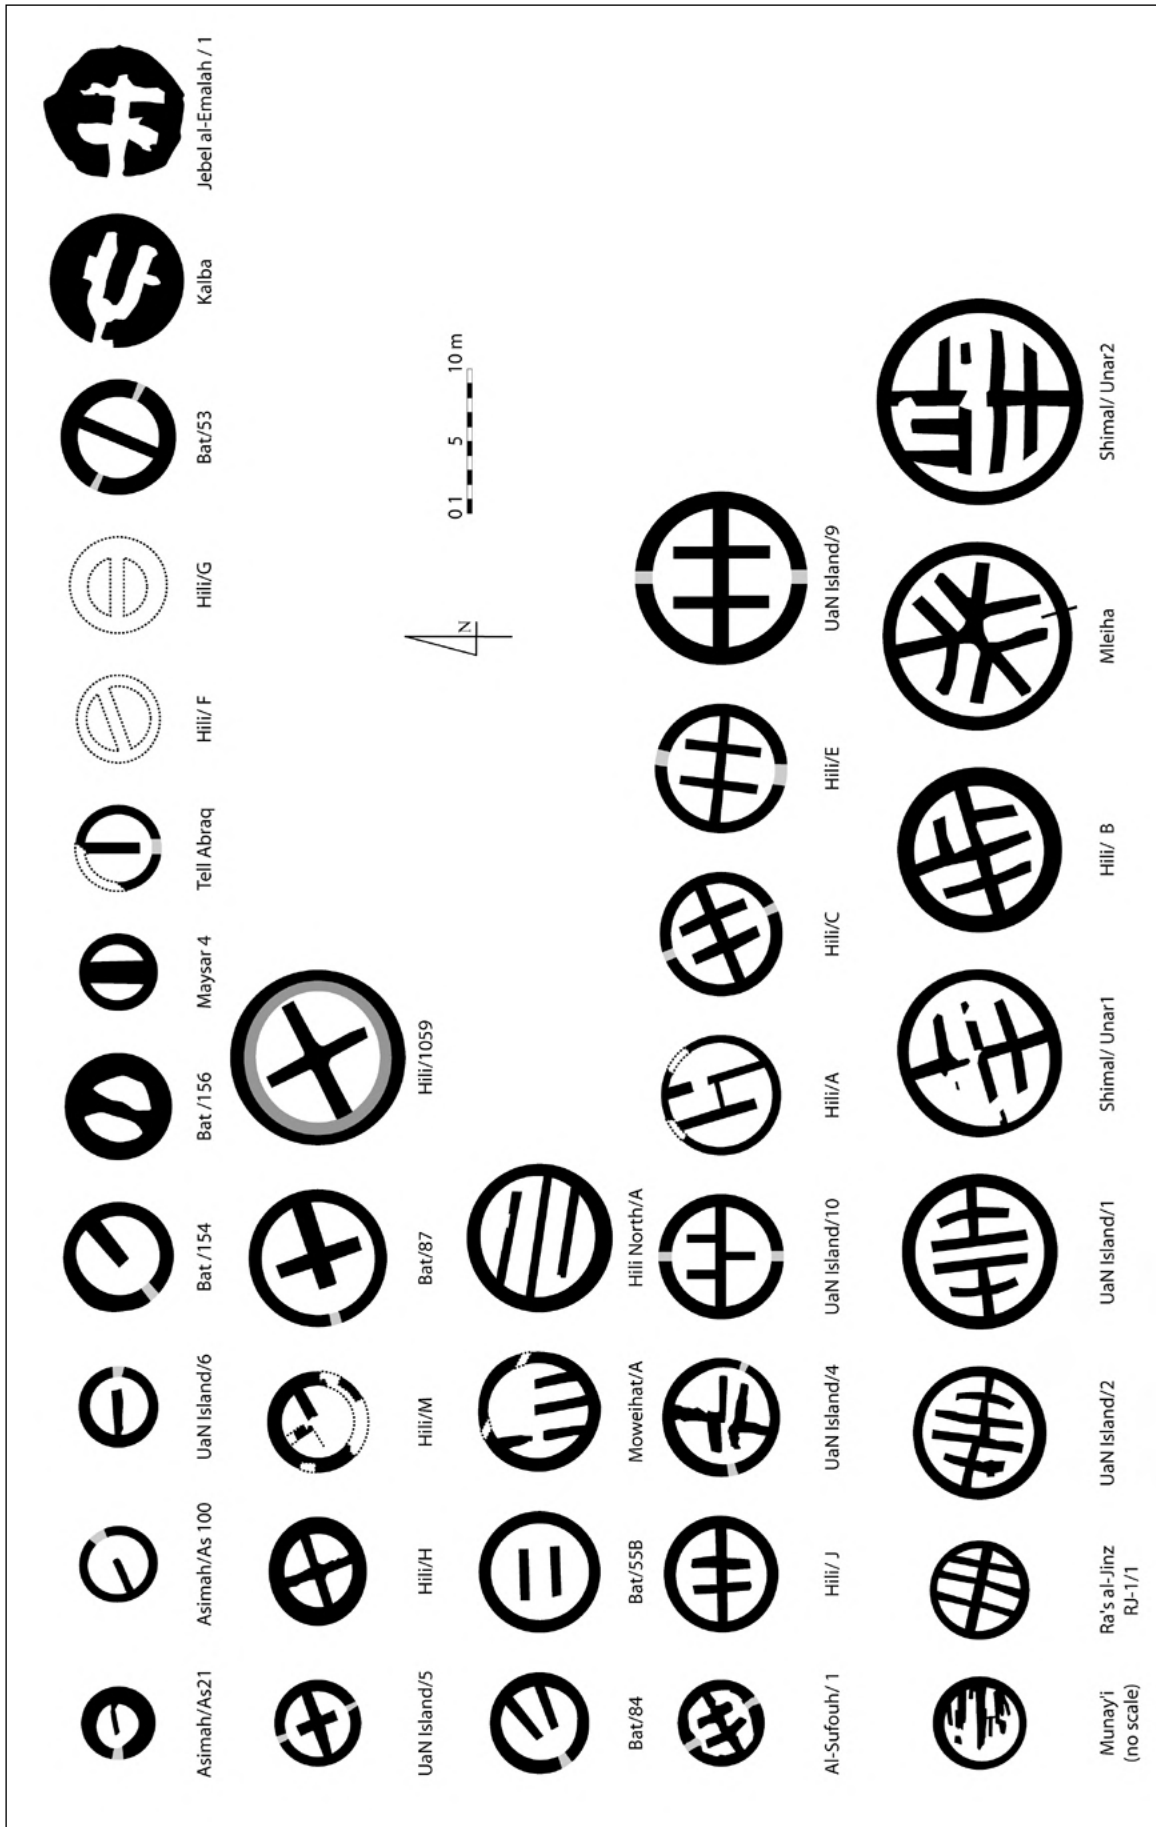 Asimah/As21
Asimah/As 100
UaN Island/6
Bat /154
Bat /156
Maysar 4
Tell Abraq
Hili/ F
Hili/G
Bat/53
Kalba
Jebel al-Emalah / 1
UaN Island/5
Hili/H
Hili/M
Bat/87
Hili/1059
N
0 1 5 10 m
Bat/84
Bat/55B
Moweihat/A
Hili North/A
Al-Sufouh/ 1
Hili/ J
UaN Island/4
UaN Island/10
Hili/A
Hili/C
Hili/E
UaN Island/9
Munay'i
(no scale)
Ra's al-Jinz
RJ-1/1
UaN Island/2
UaN Island/1
Shimal/ Unar1
Hili/ B
Mleiha
Shimal/ Unar2